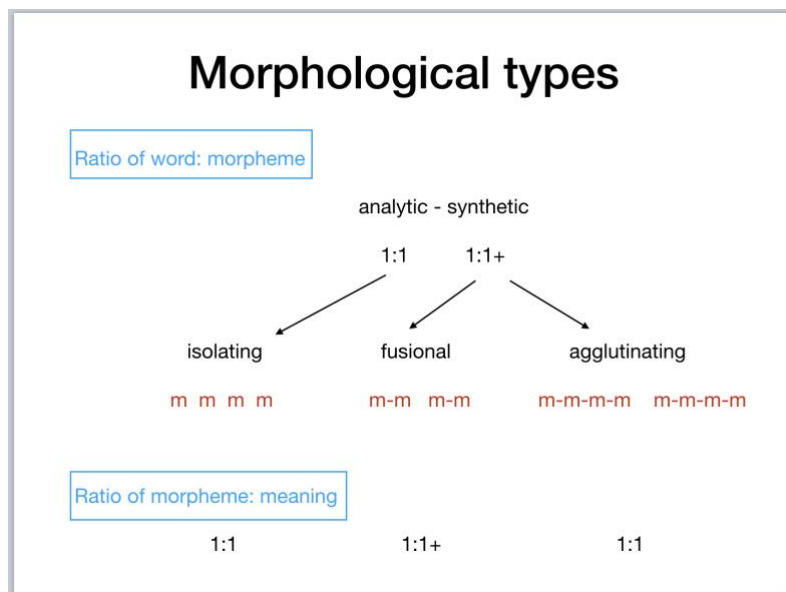 Morphological types
Ratio of word: morpheme
analytic - synthetic
1:1 1:1+
isolating fusional agglutinating
m m m m m-m m-m m-m-m-m m-m-m-m
Ratio of morpheme: meaning
1:1 1:1+ 1:1